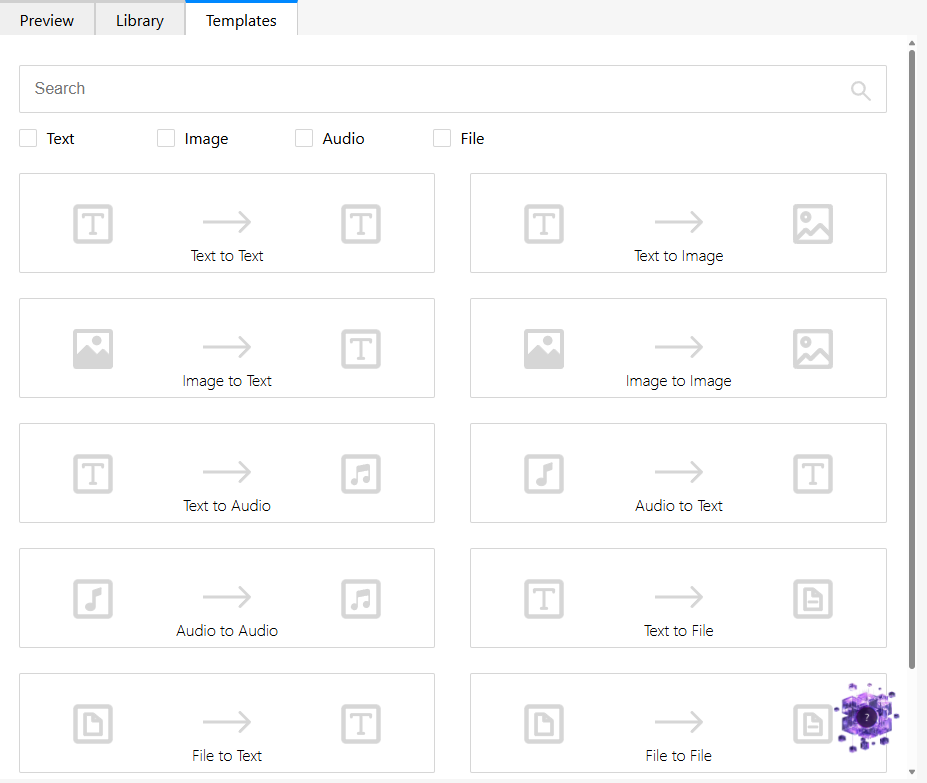 Preview Library Templates
Search
Text Image Audio File
Text to Text Text to Image
Image to Text Image to Image
Text to Audio Audio to Text
Audio to Audio Text to File
File to Text File to File
?